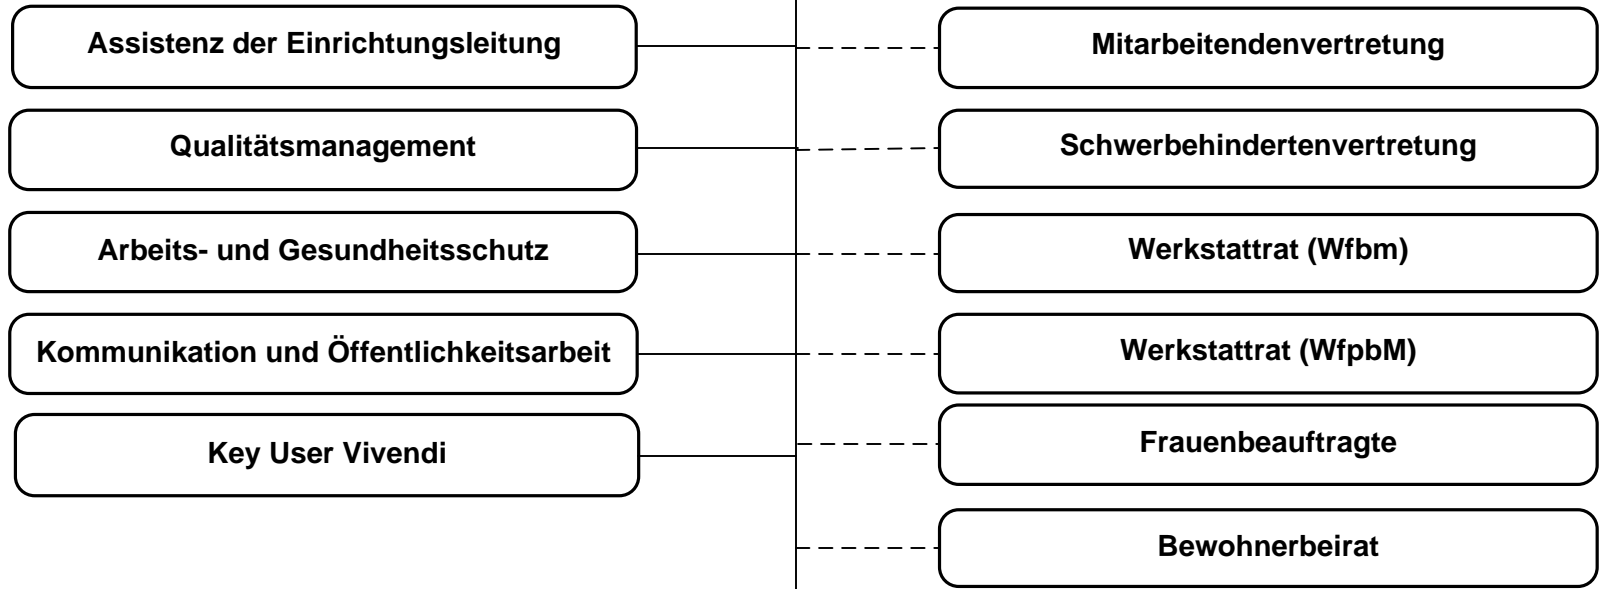 Assistenz der Einrichtungsleitung
Mitarbeitendenvertretung
Qualitätsmanagement
Schwerbehindertenvertretung
Arbeits- und Gesundheitsschutz
Werkstattrat (Wfbm)
Kommunikation und Öffentlichkeitsarbeit
Werkstattrat (WfpbM)
Key User Vivendi
Frauenbeauftragte
Bewohnerbeirat